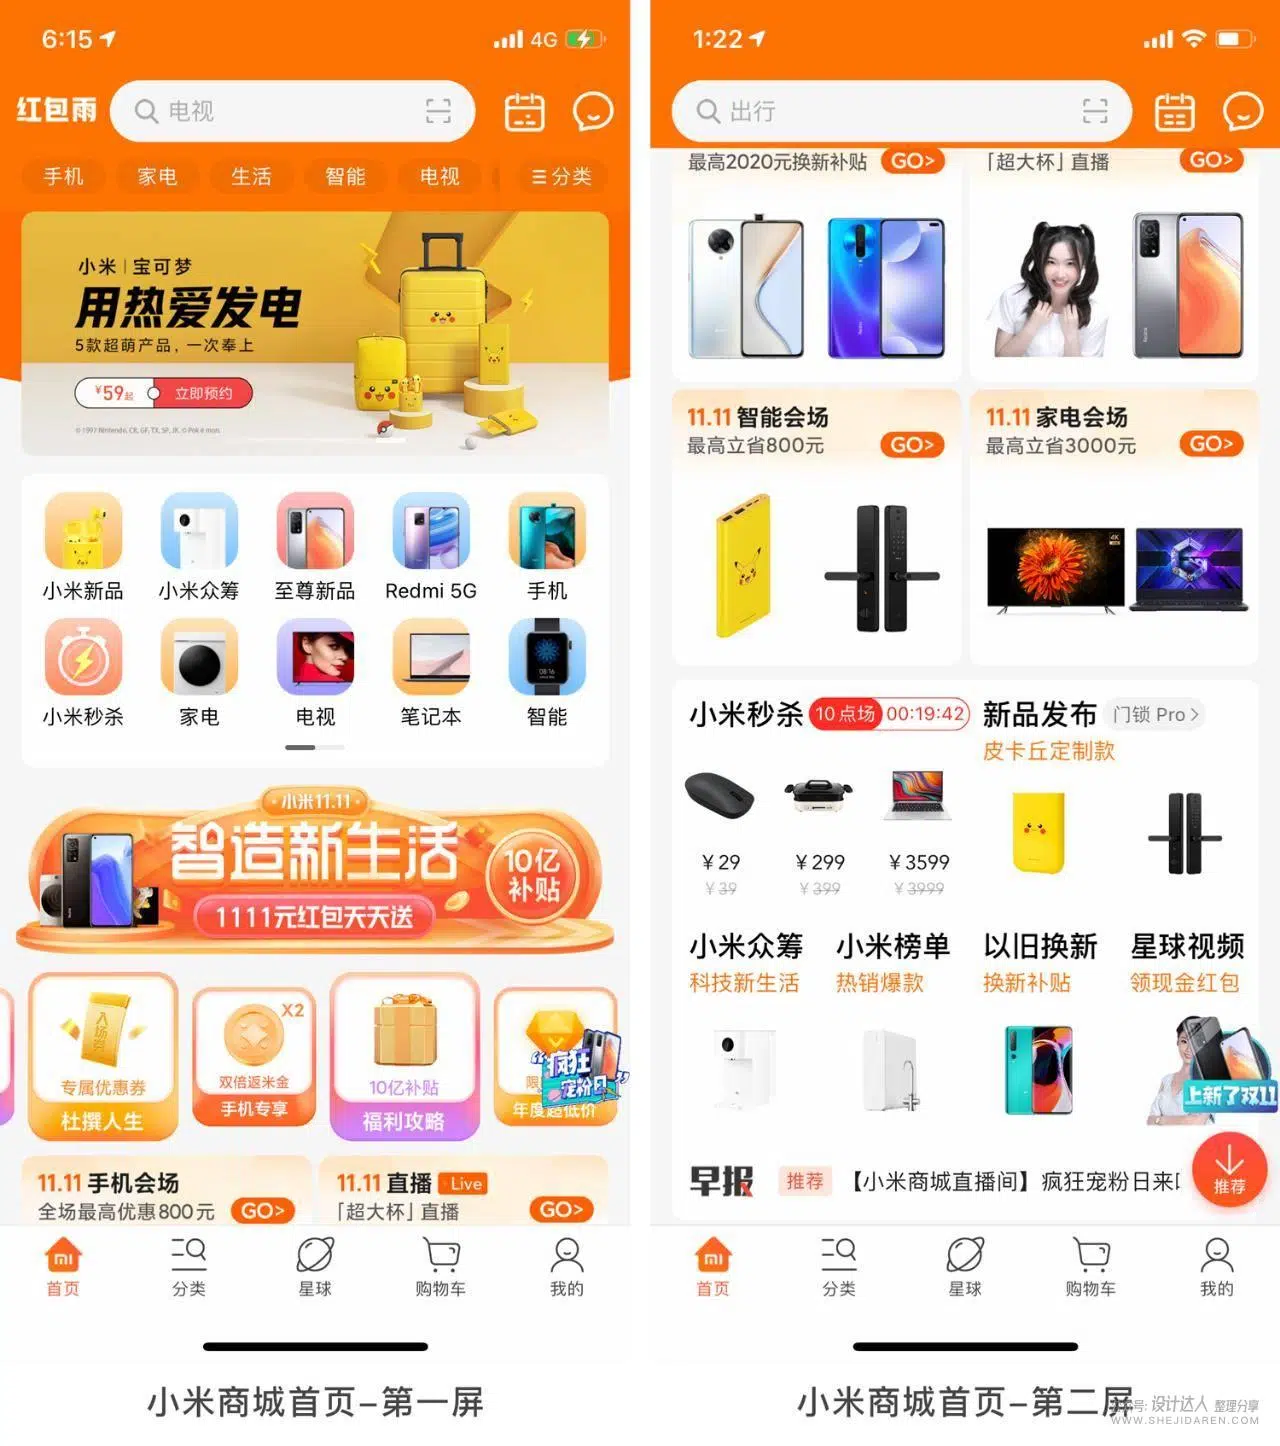 6:15
4G
红包雨
电视
手机
家电
生活
智能
电视
分类
小米 | 宝可梦
用热爱发电
5款超萌产品，一次奉上
¥59起
立即预约
© 1997 Nintendo, CR, GF, TX, SP, JK. © Pok é mon.
小米新品
小米众筹
至尊新品
Redmi 5G
手机
小米秒杀
家电
电视
笔记本
智能
·小米11.11·
智造新生活
1111元红包天天送
10亿
补贴
入场券
专属优惠券
杜撰人生
X2
双倍返米金
手机专享
10亿补贴
福利攻略
限
年度超低价
疯狂
宠粉日
11.11 手机会场
全场最高优惠800元
GO>
11.11 直播 Live
「超大杯」直播
GO>
首页
分类
星球
购物车
我的
小米商城首页-第一屏
1:22
出行
最高2020元换新补贴
GO>
「超大杯」直播
GO>
11.11 智能会场
最高立省800元
GO>
11.11 家电会场
最高立省3000元
GO>
小米秒杀
10点场
00:19:42
新品发布
门锁 Pro >
皮卡丘定制款
¥29
¥39
¥299
¥399
¥3599
¥3999
小米众筹
科技新生活
小米榜单
热销爆款
以旧换新
换新补贴
星球视频
领现金红包
上新了双11
早报
推荐
【小米商城直播间】疯狂宠粉日来
推荐
首页
分类
星球
购物车
我的
小米商城首页-第二屏
设计达人 整理分享
WWW.SHEJIDAREN.COM